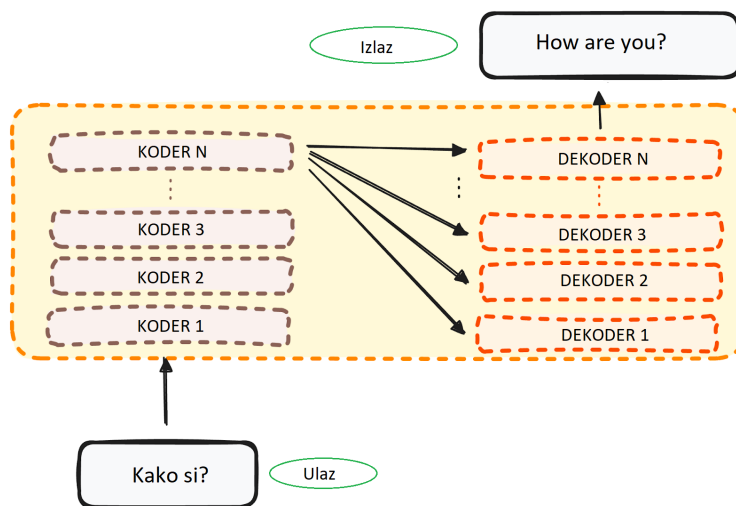 Izlaz
How are you?
KODER N
DEKODER N
KODER 3
DEKODER 3
KODER 2
DEKODER 2
KODER 1
DEKODER 1
Kako si?
Ulaz